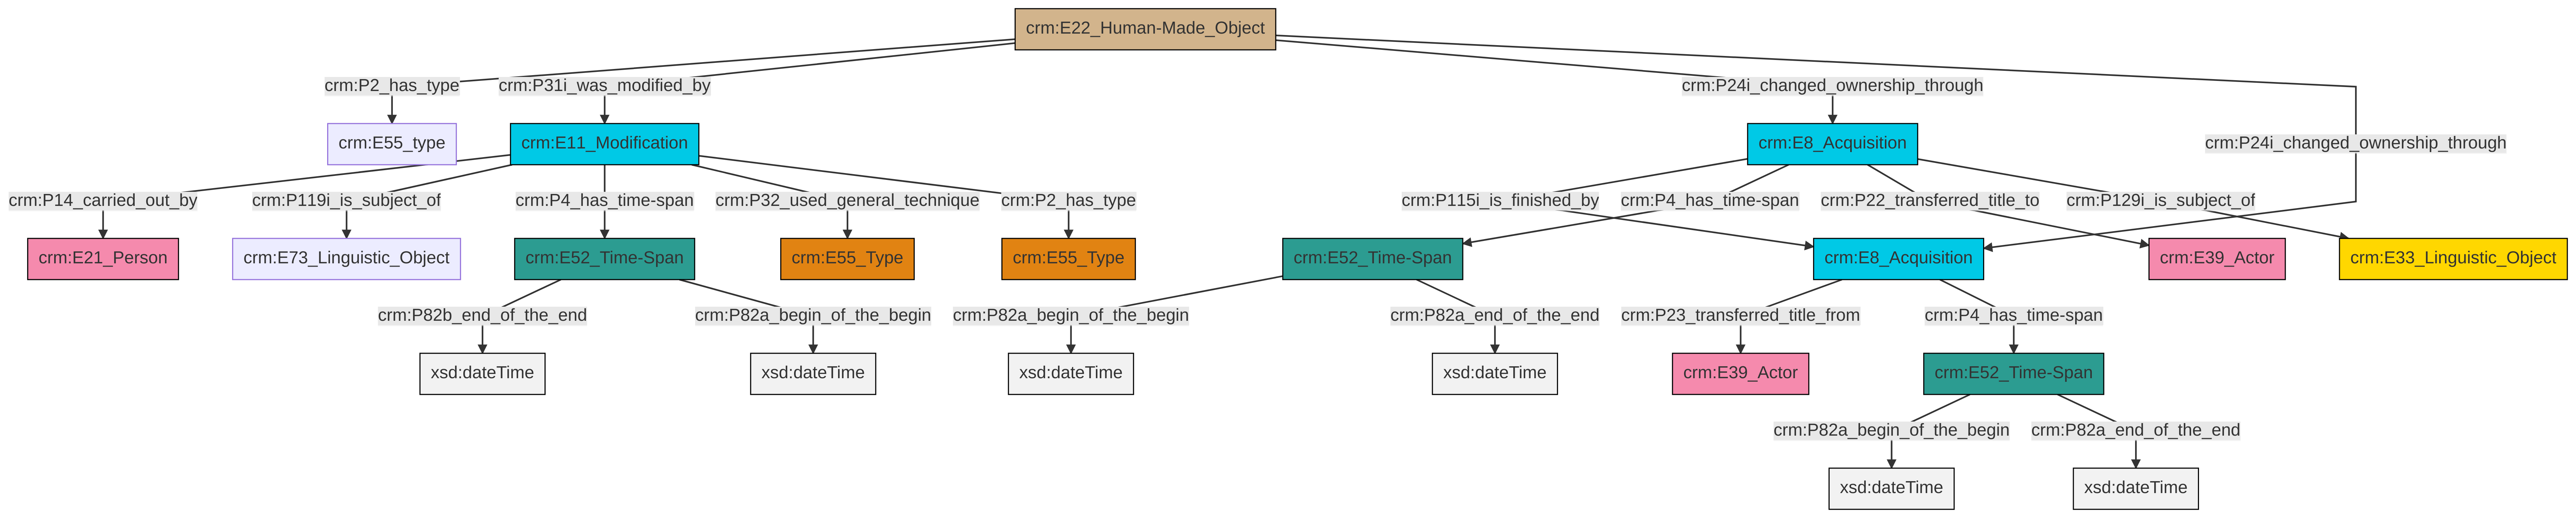 crm:E22_Human-Made_Object
crm:P2_has_type
crm:P31i_was_modified_by
crm:P24i_changed_ownership_through
crm:E55_type
crm:E11_Modification
crm:E8_Acquisition
crm:P24i_changed_ownership_through
crm:P14_carried_out_by
crm:P119i_is_subject_of
crm:P4_has_time-span
crm:P32_used_general_technique
crm:P2_has_type
crm:P115i_is_finished_by
crm:P4_has_time-span
crm:P22_transferred_title_to
crm:P129i_is_subject_of
crm:E21_Person
crm:E73_Linguistic_Object
crm:E52_Time-Span
crm:E55_Type
crm:E55_Type
crm:E52_Time-Span
crm:E8_Acquisition
crm:E39_Actor
crm:E33_Linguistic_Object
crm:P82b_end_of_the_end
crm:P82a_begin_of_the_begin
crm:P82a_begin_of_the_begin
crm:P82a_end_of_the_end
crm:P23_transferred_title_from
crm:P4_has_time-span
xsd:dateTime
xsd:dateTime
xsd:dateTime
xsd:dateTime
crm:E39_Actor
crm:E52_Time-Span
crm:P82a_begin_of_the_begin
crm:P82a_end_of_the_end
xsd:dateTime
xsd:dateTime